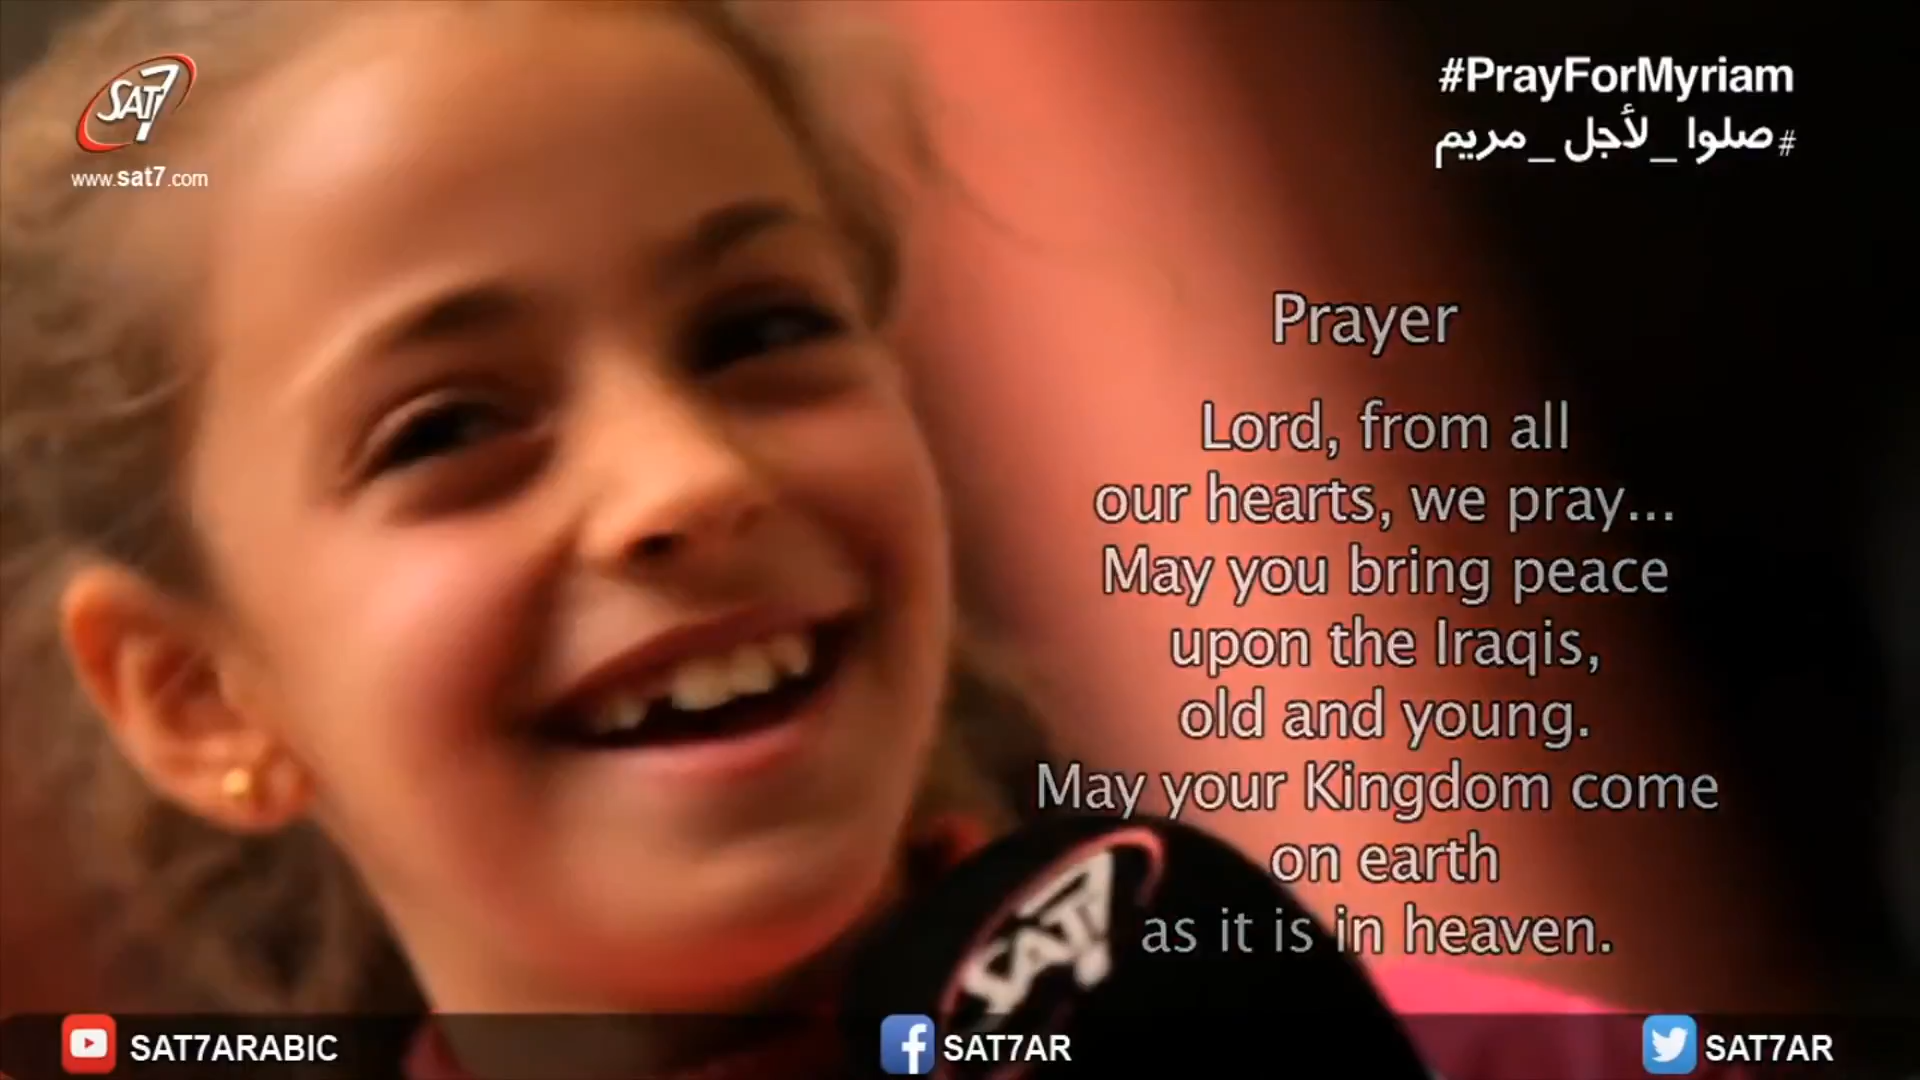 SAT7
www.sat7.com
#PrayForMyriam
#صلوا_لأجل_مريم
Prayer
Lord, from all
our hearts, we pray...
May you bring peace
upon the Iraqis,
old and young.
May your Kingdom come
on earth
as it is in heaven.
SAT7
SAT7ARABIC
SAT7AR
SAT7AR